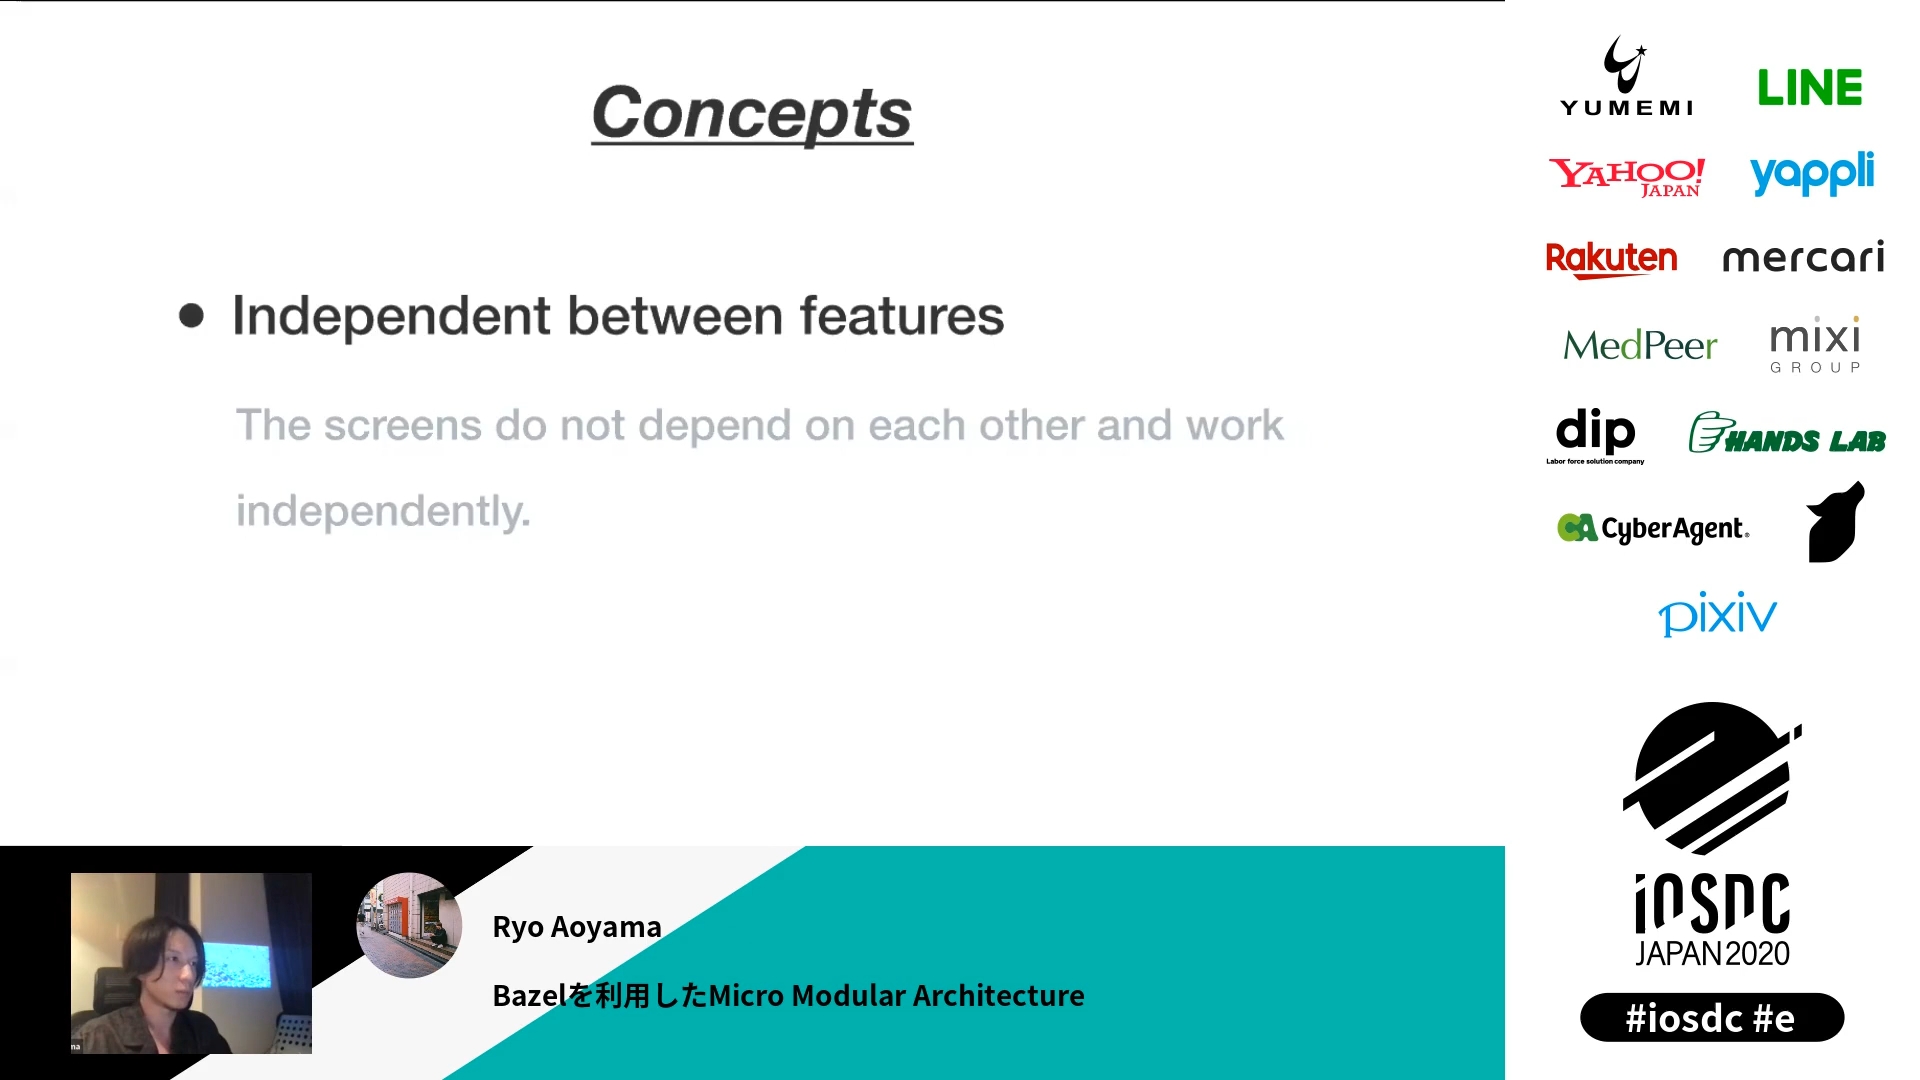 Concepts
• Independent between features
The screens do not depend on each other and work
independently.
YUMEMI
LINE
YAHOO!
JAPAN
yappli
Rakuten
mercari
MedPeer
mixi
GROUP
dip
Labor force solution company
HANDS LAB
CA CyberAgent®
pixiv
iOSDC
JAPAN 2020
#iosdc #e
ma
Ryo Aoyama
Bazelを利用したMicro Modular Architecture